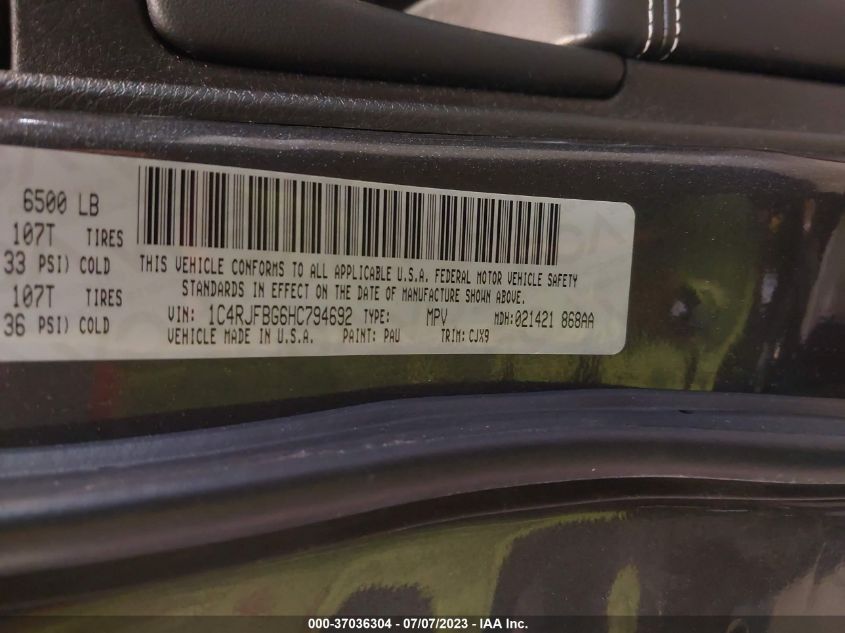 6500 LB
107T TIRES
33 PSI) COLD
107T TIRES
36 PSI) COLD
THIS VEHICLE CONFORMS TO ALL APPLICABLE U.S.A. FEDERAL MOTOR VEHICLE SAFETY
STANDARDS IN EFFECT ON THE DATE OF MANUFACTURE SHOWN ABOVE.
VIN: 1C4RJFBG6HC794692 TYPE: MPV MDH:021421 868AA
VEHICLE MADE IN U.S.A. PAINT: PAU TRIM: CJX9
000-37036304 - 07/07/2023 - IAA Inc.